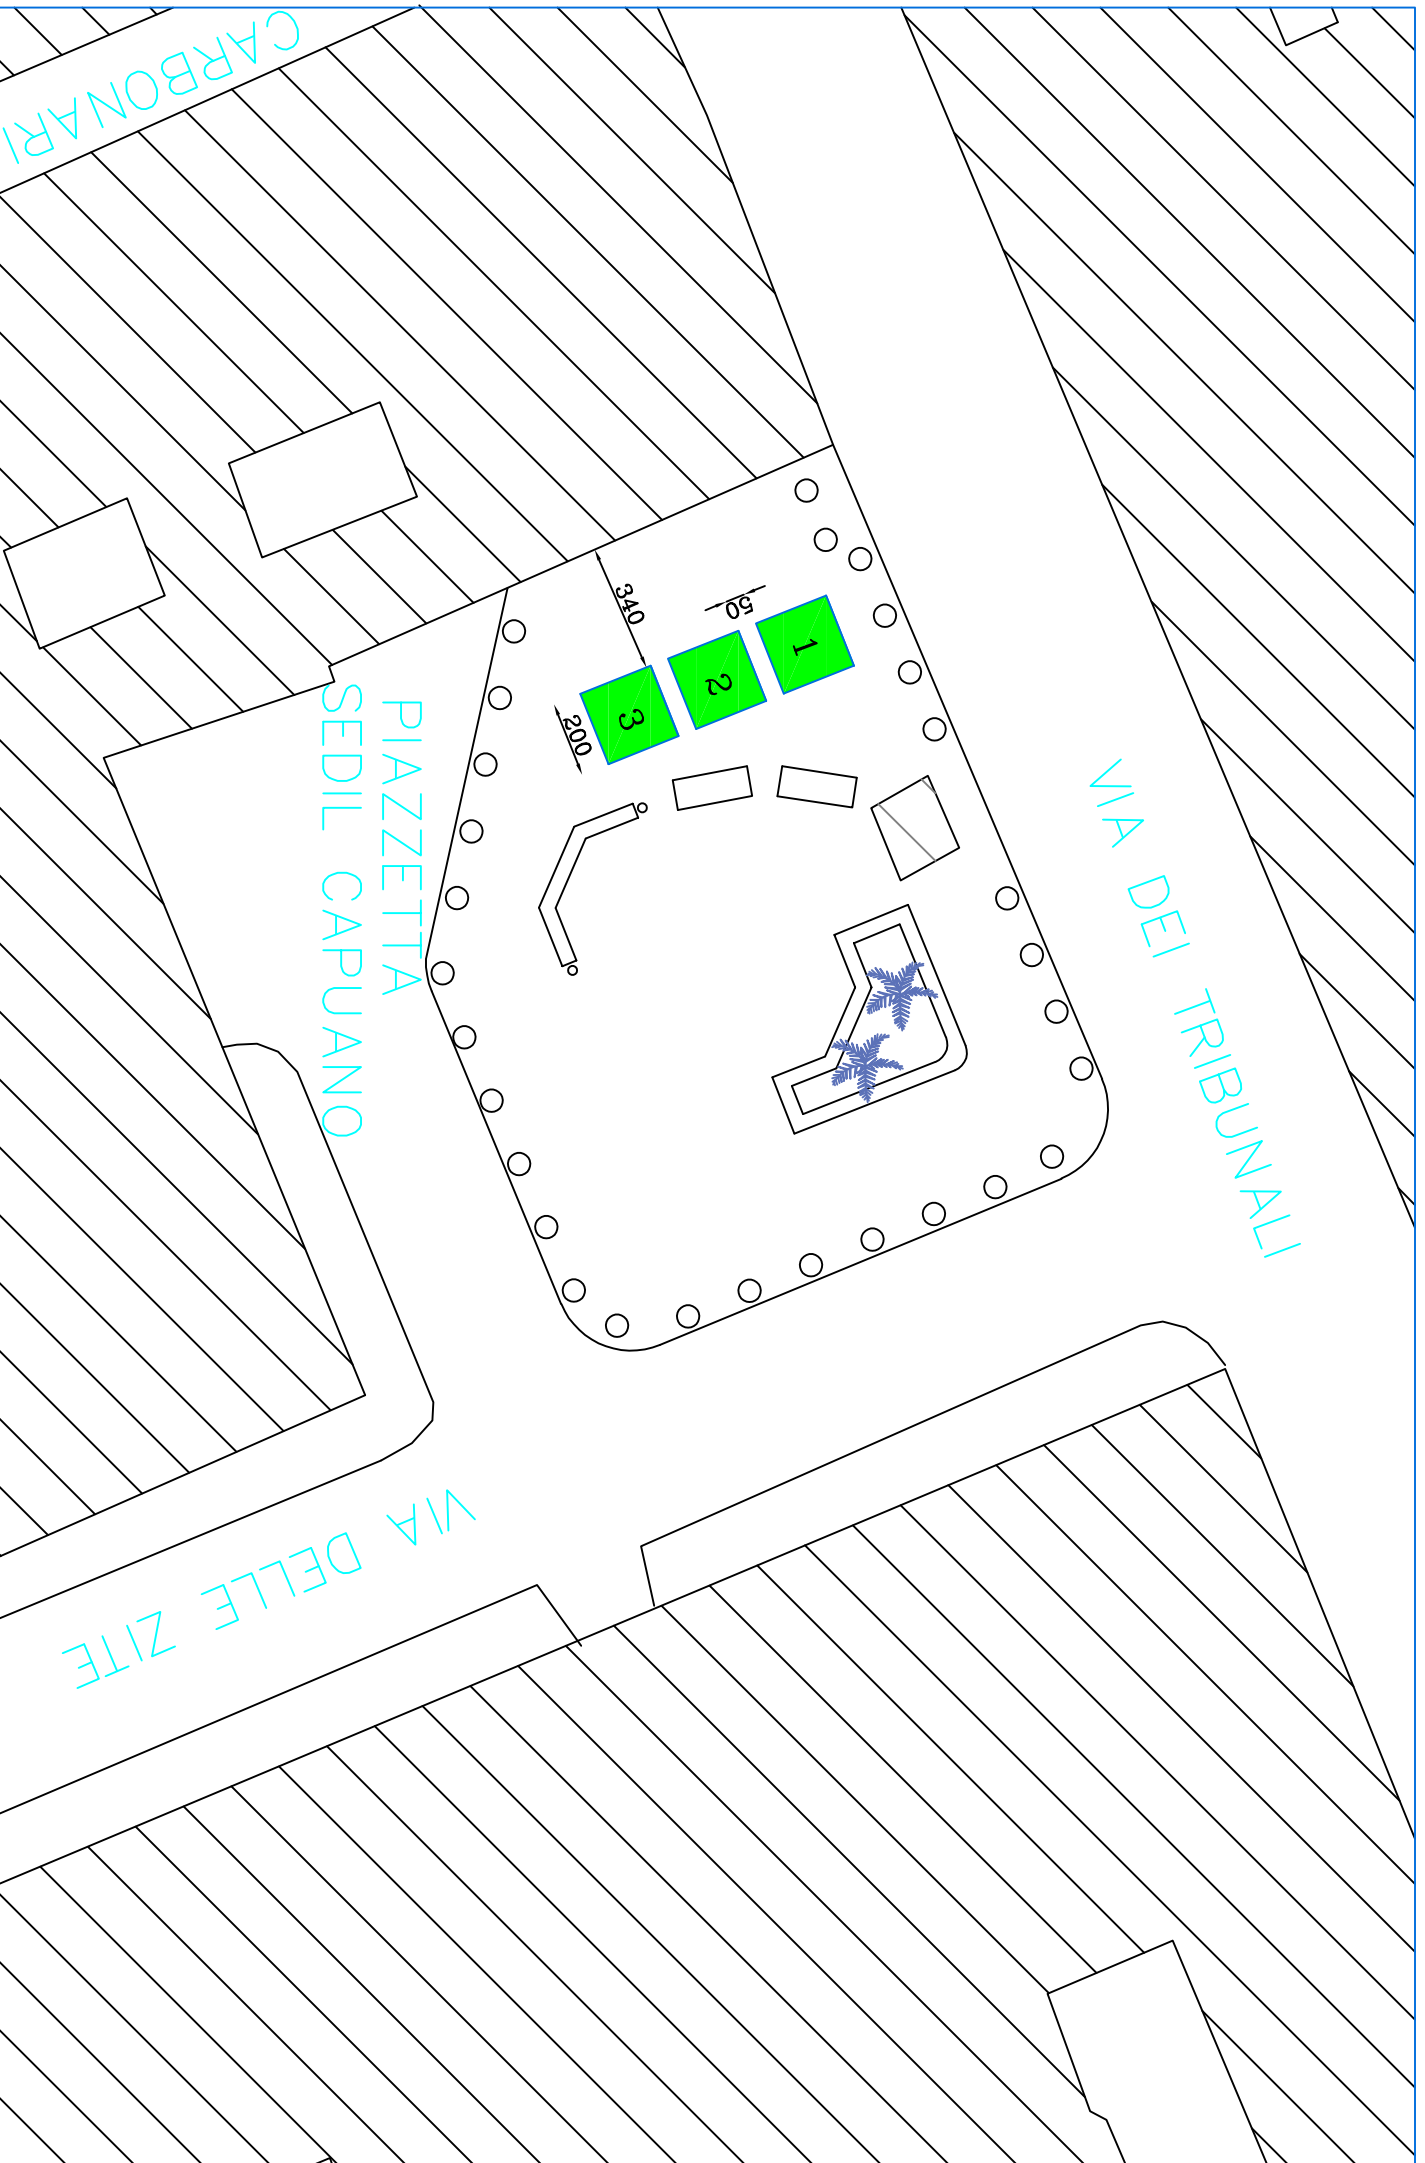 CARBONARI
340
50
1
2
3
200
PIAZZETTA
SEDIL CAPUANO
VIA DEI TRIBUNALI
VIA DELLE ZITE